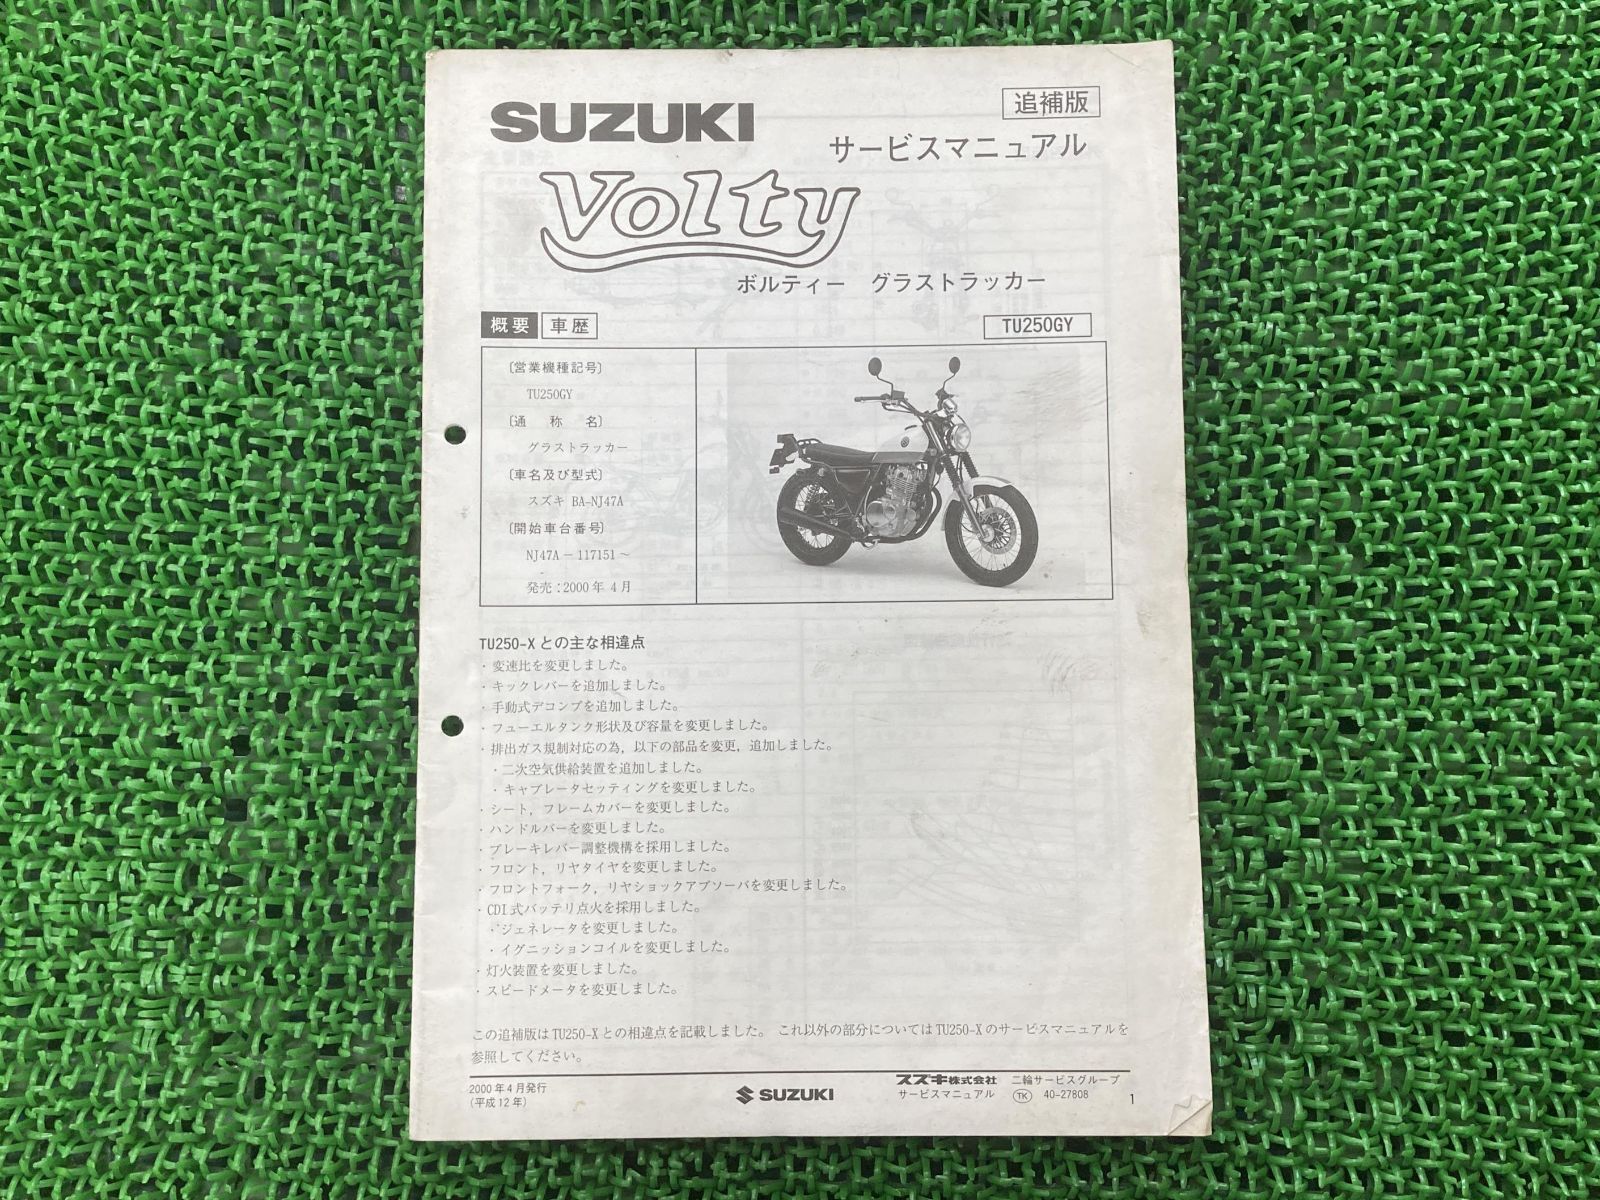 SUZUKI
追補版
サービスマニュアル
Volty
ボルティー グラストラッカー
概要 車歴
TU250GY
〔営業機種記号〕
TU250GY
〔通 称 名〕
グラストラッカー
〔車名及び型式〕
スズキ BA-NJ47A
〔開始車台番号〕
NJ47A－117151～
発売：2000年 4月
TU250-Xとの主な相違点
・変速比を変更しました。
・キックレバーを追加しました。
・手動式デコンプを追加しました。
・フューエルタンク形状及び容量を変更しました。
・排出ガス規制対応の為，以下の部品を変更，追加しました。
・二次空気供給装置を追加しました。
・キャブレータセッティングを変更しました。
・シート，フレームカバーを変更しました。
・ハンドルバーを変更しました。
・ブレーキレバー調整機構を採用しました。
・フロント，リヤタイヤを変更しました。
・フロントフォーク，リヤショックアブソーバを変更しました。
・CDI式バッテリ点火を採用しました。
・ジェネレータを変更しました。
・イグニッションコイルを変更しました。
・灯火装置を変更しました。
・スピードメータを変更しました。
この追補版はTU250-Xとの相違点を記載しました。 これ以外の部分についてはTU250-Xのサービスマニュアルを
参照してください。
2000年4月発行
(平成12年)
SUZUKI
スズキ株式会社 二輪サービスグループ
サービスマニュアル TK 40-27808
1